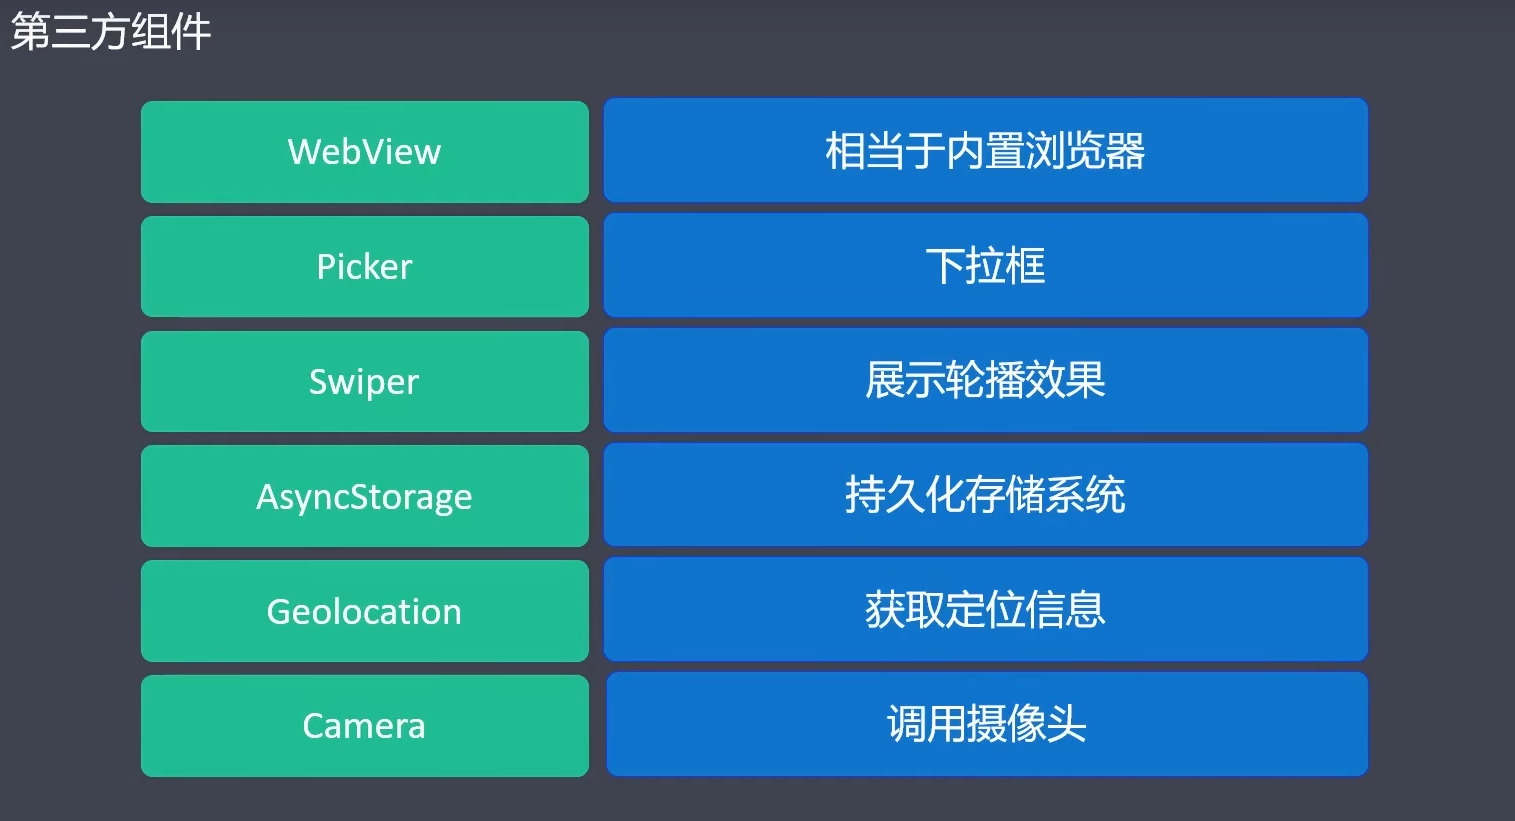 第三方组件
WebView
相当于内置浏览器
Picker
下拉框
Swiper
展示轮播效果
AsyncStorage
持久化存储系统
Geolocation
获取定位信息
Camera
调用摄像头